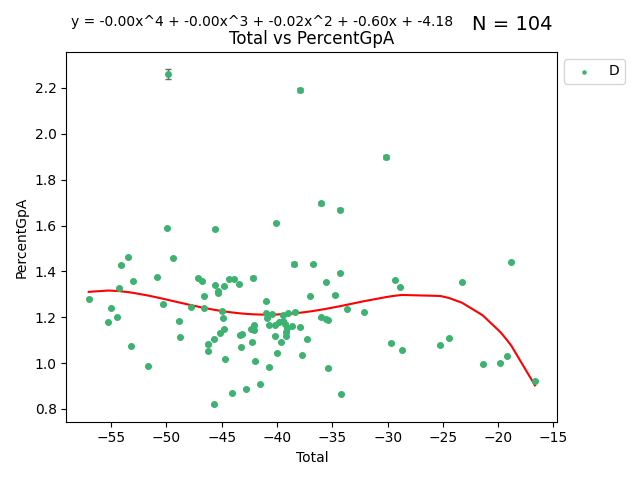 y = -0.00x^4 + -0.00x^3 + -0.02x^2 + -0.60x + -4.18
N = 104
Total vs PercentGpA
D
PercentGpA
2.2
2.0
1.8
1.6
1.4
1.2
1.0
0.8
−55 −50 −45 −40 −35 −30 −25 −20 −15
Total